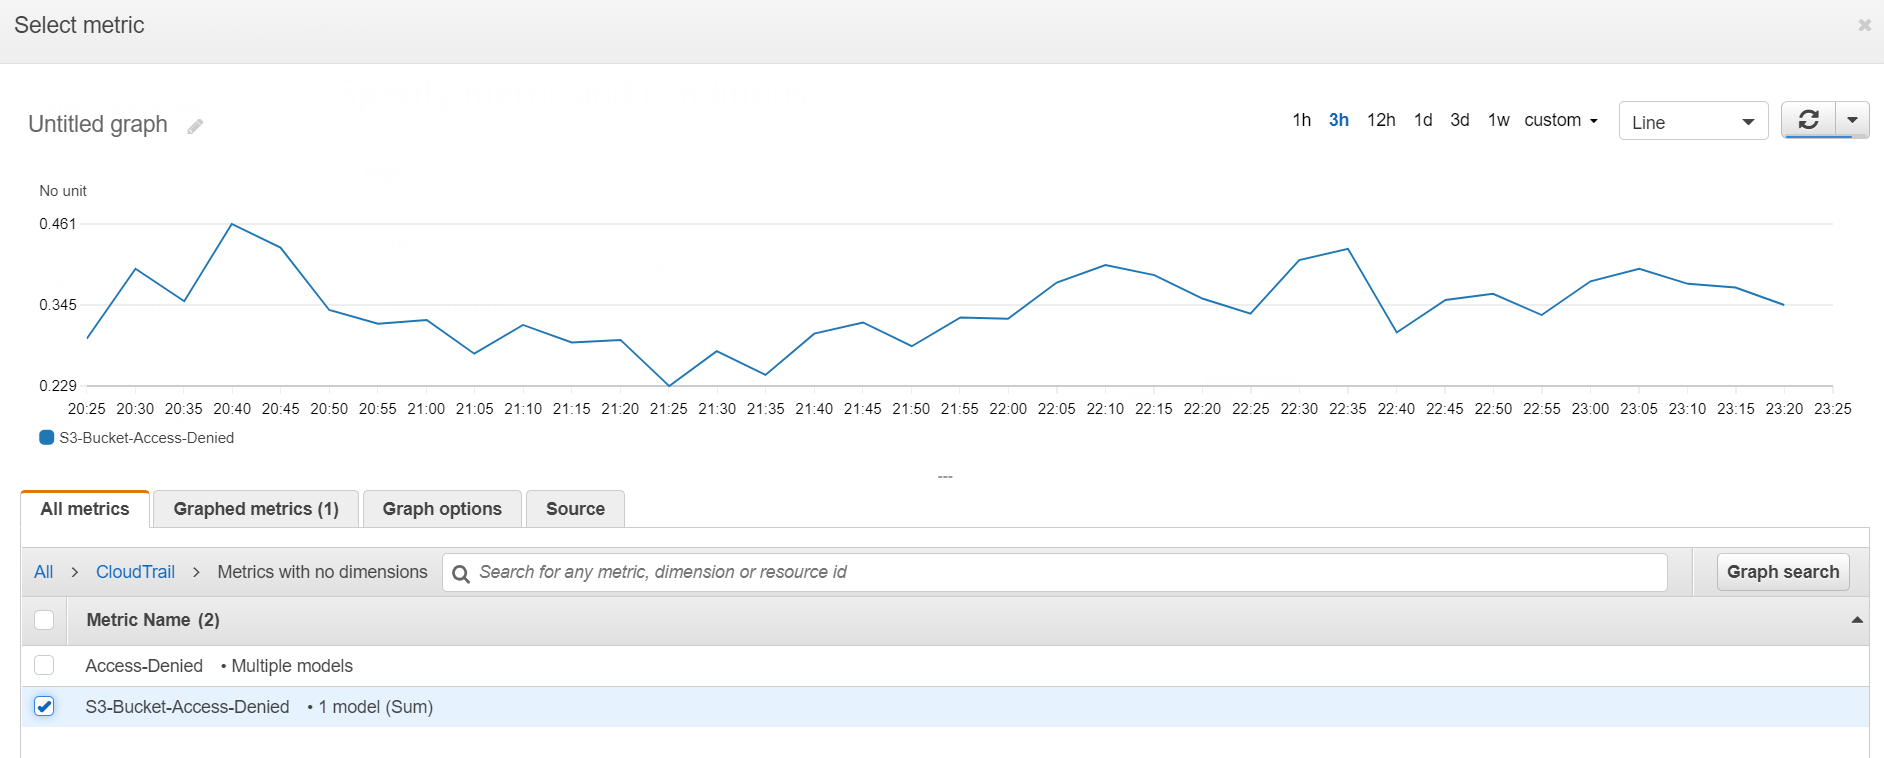 Select metric
Untitled graph
1h 3h 12h 1d 3d 1w custom Line
No unit
0.461
0.345
0.229
20:25 20:30 20:35 20:40 20:45 20:50 20:55 21:00 21:05 21:10 21:15 21:20 21:25 21:30 21:35 21:40 21:45 21:50 21:55 22:00 22:05 22:10 22:15 22:20 22:25 22:30 22:35 22:40 22:45 22:50 22:55 23:00 23:05 23:10 23:15 23:20 23:25
S3-Bucket-Access-Denied
All metrics Graphed metrics (1) Graph options Source
All > CloudTrail > Metrics with no dimensions Search for any metric, dimension or resource id Graph search
Metric Name (2)
Access-Denied • Multiple models
S3-Bucket-Access-Denied • 1 model (Sum)